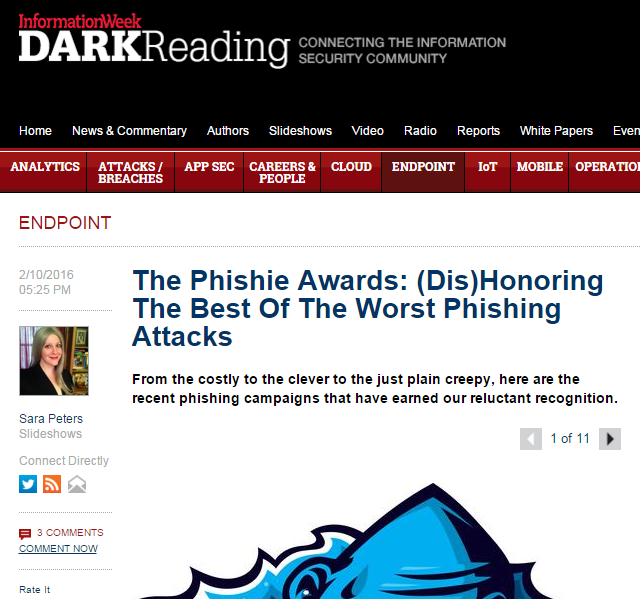 InformationWeek
DARKReading
CONNECTING THE INFORMATION
SECURITY COMMUNITY
Home News & Commentary Authors Slideshows Video Radio Reports White Papers Even
ANALYTICS ATTACKS / BREACHES APP SEC CAREERS & PEOPLE CLOUD ENDPOINT IoT MOBILE OPERATIO
ENDPOINT
2/10/2016
05:25 PM
The Phishie Awards: (Dis)Honoring
The Best Of The Worst Phishing
Attacks
From the costly to the clever to the just plain creepy, here are the
recent phishing campaigns that have earned our reluctant recognition.
Sara Peters
Slideshows
Connect Directly
1 of 11
3 COMMENTS
COMMENT NOW
Rate It